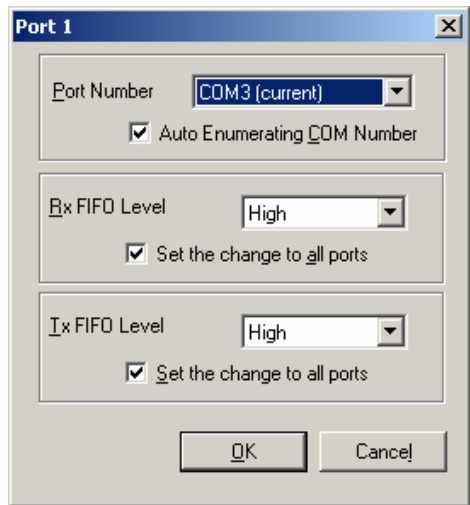 Port 1
Port Number COM3 (current)
Auto Enumerating COM Number
Rx FIFO Level High
Set the change to all ports
Tx FIFO Level High
Set the change to all ports
OK Cancel